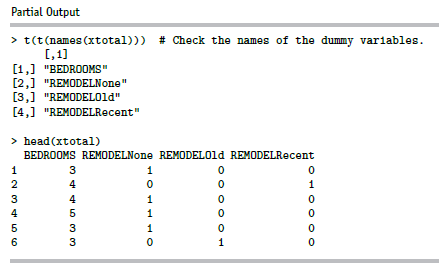 Partial Output
> t(t(names(xtotal)))  # Check the names of the dummy variables.
     [,1]
[1,] "BEDROOMS"
[2,] "REMODELNone"
[3,] "REMODELOld"
[4,] "REMODELRecent"
> head(xtotal)
  BEDROOMS REMODELNone REMODELOld REMODELRecent
1        3           1          0             0
2        4           0          0             1
3        4           1          0             0
4        5           1          0             0
5        3           1          0             0
6        3           0          1             0